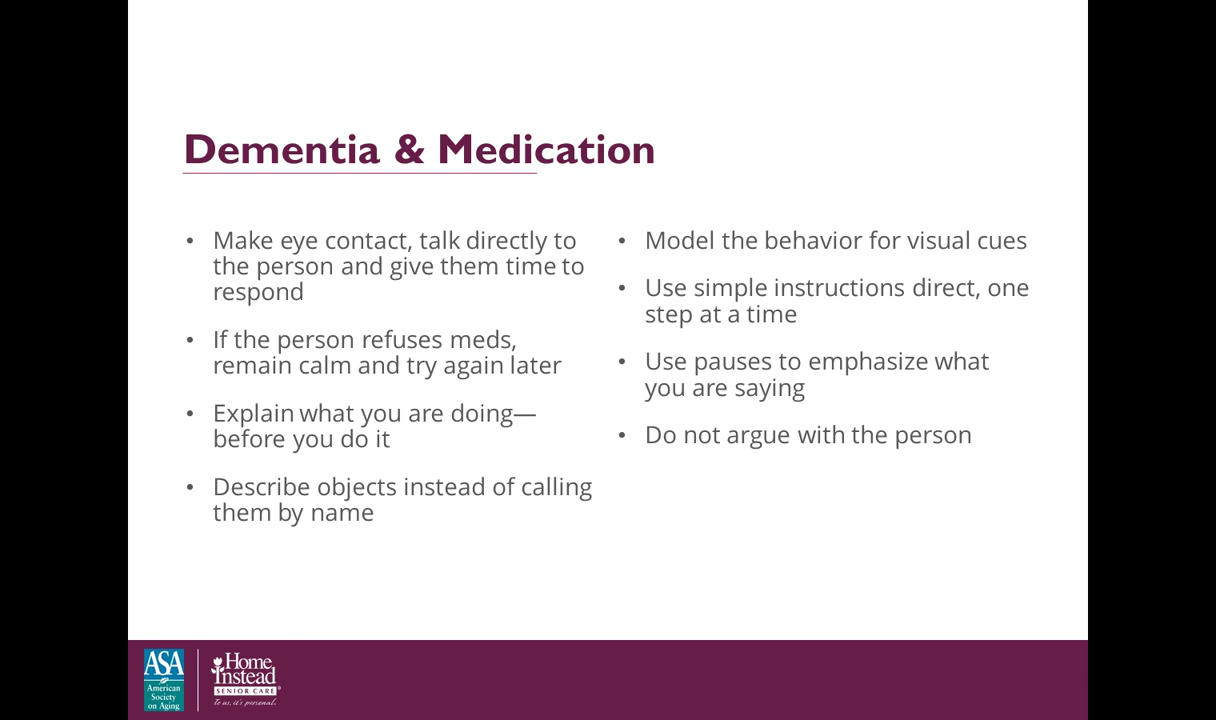 Dementia & Medication
• Make eye contact, talk directly to
the person and give them time to
respond
• If the person refuses meds,
remain calm and try again later
• Explain what you are doing—
before you do it
• Describe objects instead of calling
them by name
• Model the behavior for visual cues
• Use simple instructions direct, one
step at a time
• Use pauses to emphasize what
you are saying
• Do not argue with the person
ASA
American
Society
on Aging
Home
Instead
SENIOR CARE®
To us, it's personal.